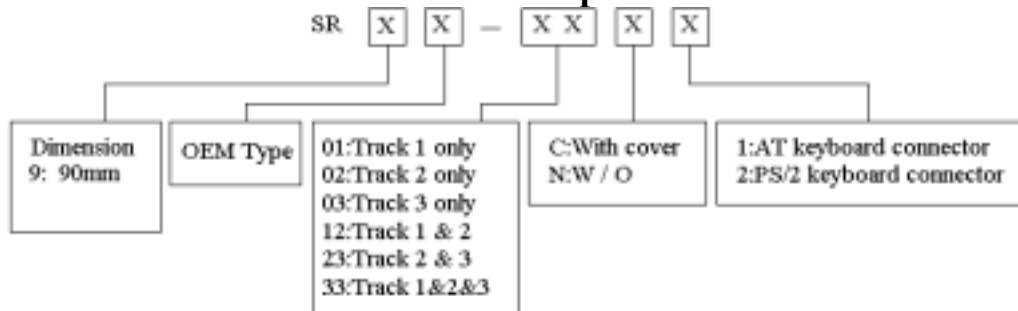 SR X X – X X X X
Dimension
9: 90mm
OEM Type
01:Track 1 only
02:Track 2 only
03:Track 3 only
12:Track 1 & 2
23:Track 2 & 3
33:Track 1&2&3
C:With cover
N:W / O
1:AT keyboard connector
2:PS/2 keyboard connector